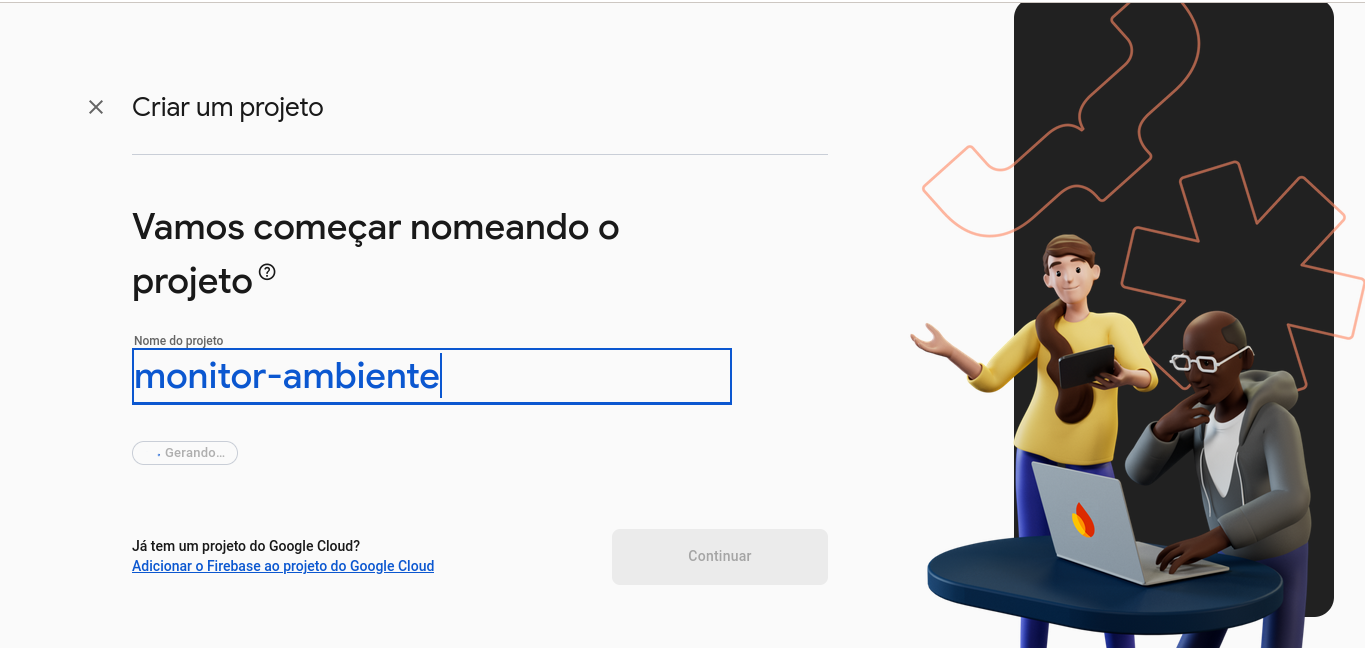 Criar um projeto
Vamos começar nomeando o
projeto
Nome do projeto
monitor-ambiente
Gerando...
Já tem um projeto do Google Cloud?
Adicionar o Firebase ao projeto do Google Cloud
Continuar